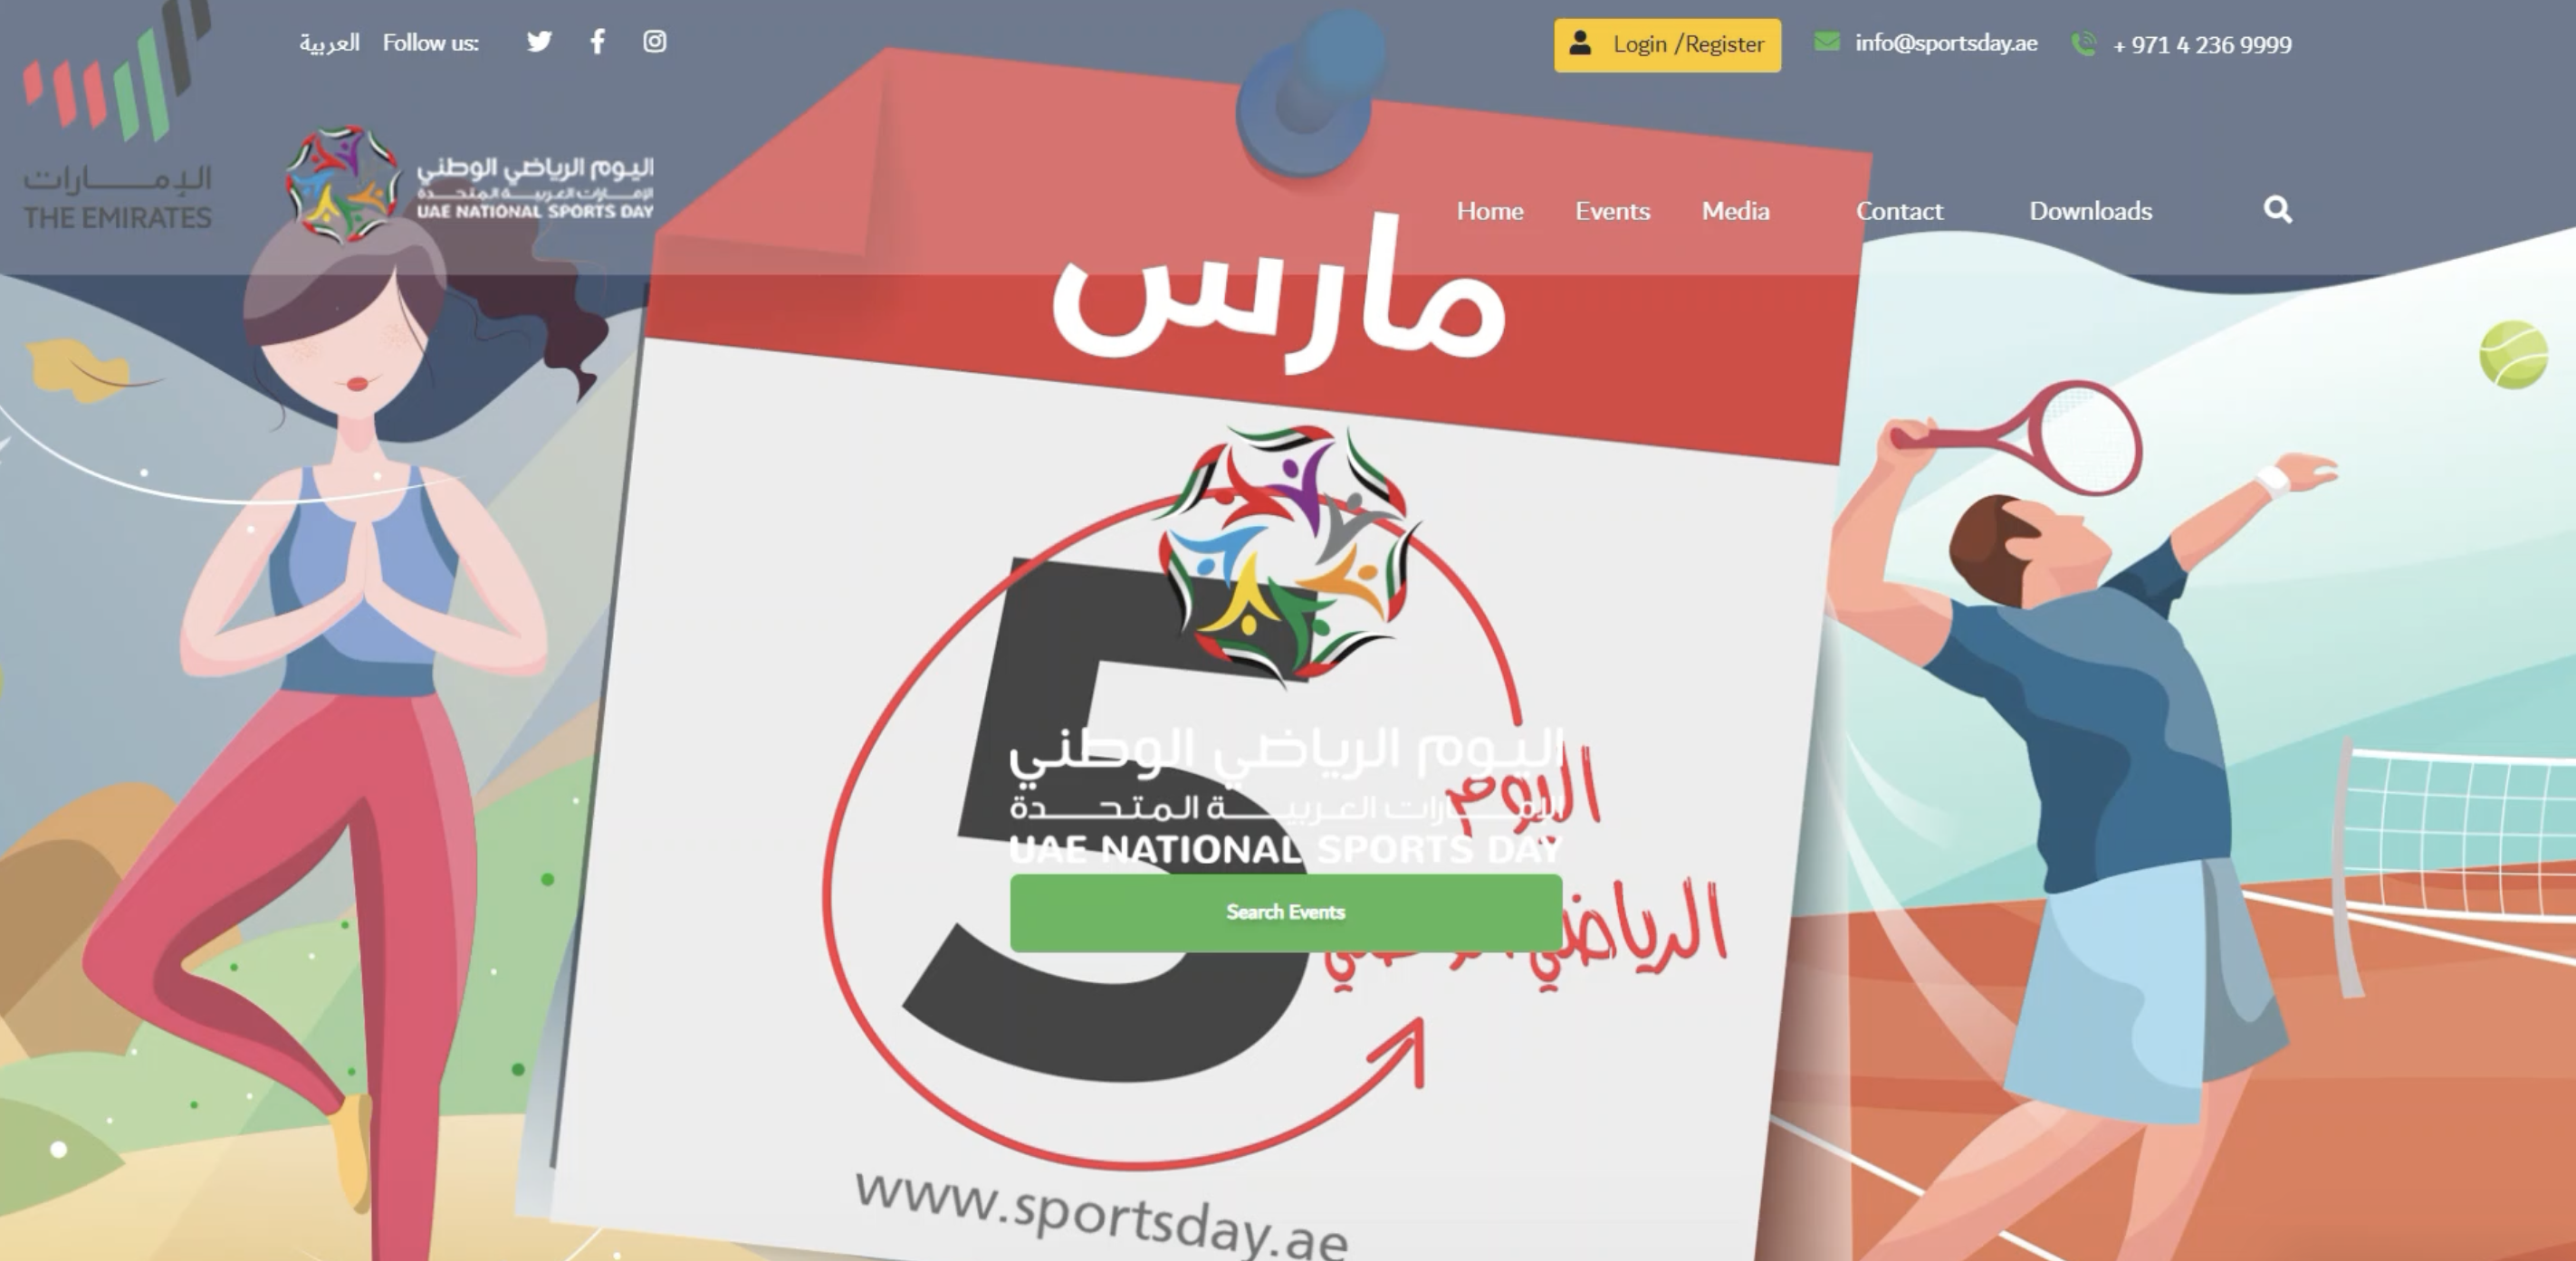 العربية
Follow us:
Login /Register
info@sportsday.ae
+ 971 4 236 9999
الإمارات
THE EMIRATES
اليوم الرياضي الوطني
الإمارات العربية المتحدة
UAE NATIONAL SPORTS DAY
Home
Events
Media
Contact
Downloads
مارس
5
اليوم الرياضي الوطني
الإمارات العربية المتحدة
UAE NATIONAL SPORTS DAY
اليوم
الرياضي
Search Events
www.sportsday.ae